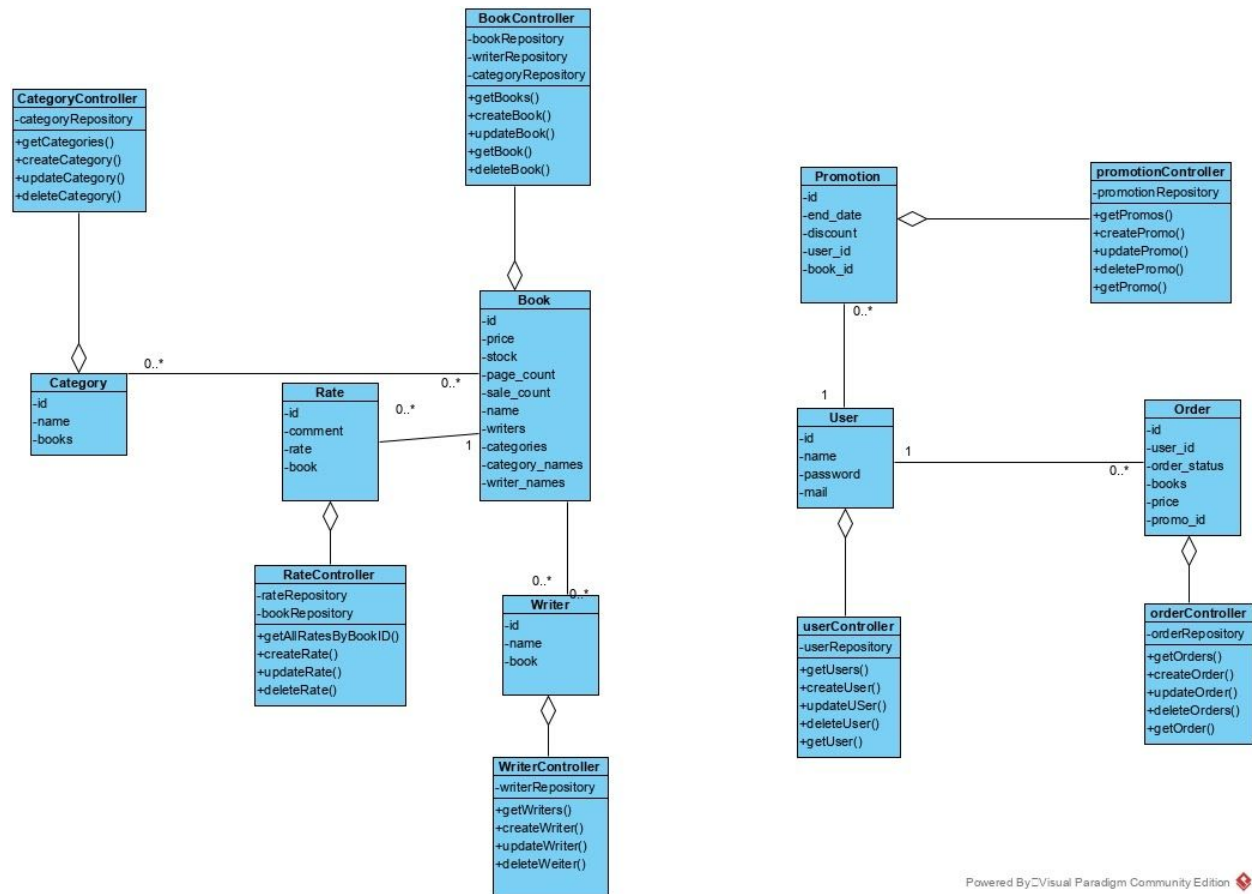 BookController
-bookRepository
-writerRepository
-categoryRepository
+getBooks()
+createBook()
+updateBook()
+getBook()
+deleteBook()
CategoryController
-categoryRepository
+getCategories()
+createCategory()
+updateCategory()
+deleteCategory()
Promotion
-id
-end_date
-discount
-user_id
-book_id
promotionController
-promotionRepository
+getPromos()
+createPromo()
+updatePromo()
+deletePromo()
+getPromo()
0..*
1
Book
-id
-price
-stock
-page_count
-sale_count
-name
-writers
-categories
-category_names
-writer_names
0..*
0..*
Category
-id
-name
-books
Rate
-id
-comment
-rate
-book
0..*
1
User
-id
-name
-password
-mail
1
0..*
Order
-id
-user_id
-order_status
-books
-price
-promo_id
RateController
-rateRepository
-bookRepository
+getAllRatesByBookID()
+createRate()
+updateRate()
+deleteRate()
0..*
0..*
Writer
-id
-name
-book
userController
-userRepository
+getUsers()
+createUser()
+updateUSer()
+deleteUser()
+getUser()
orderController
-orderRepository
+getOrders()
+createOrder()
+updateOrder()
+deleteOrders()
+getOrder()
WriterController
-writerRepository
+getWriters()
+createWriter()
+updateWriter()
+deleteWeiter()
Powered By Visual Paradigm Community Edition